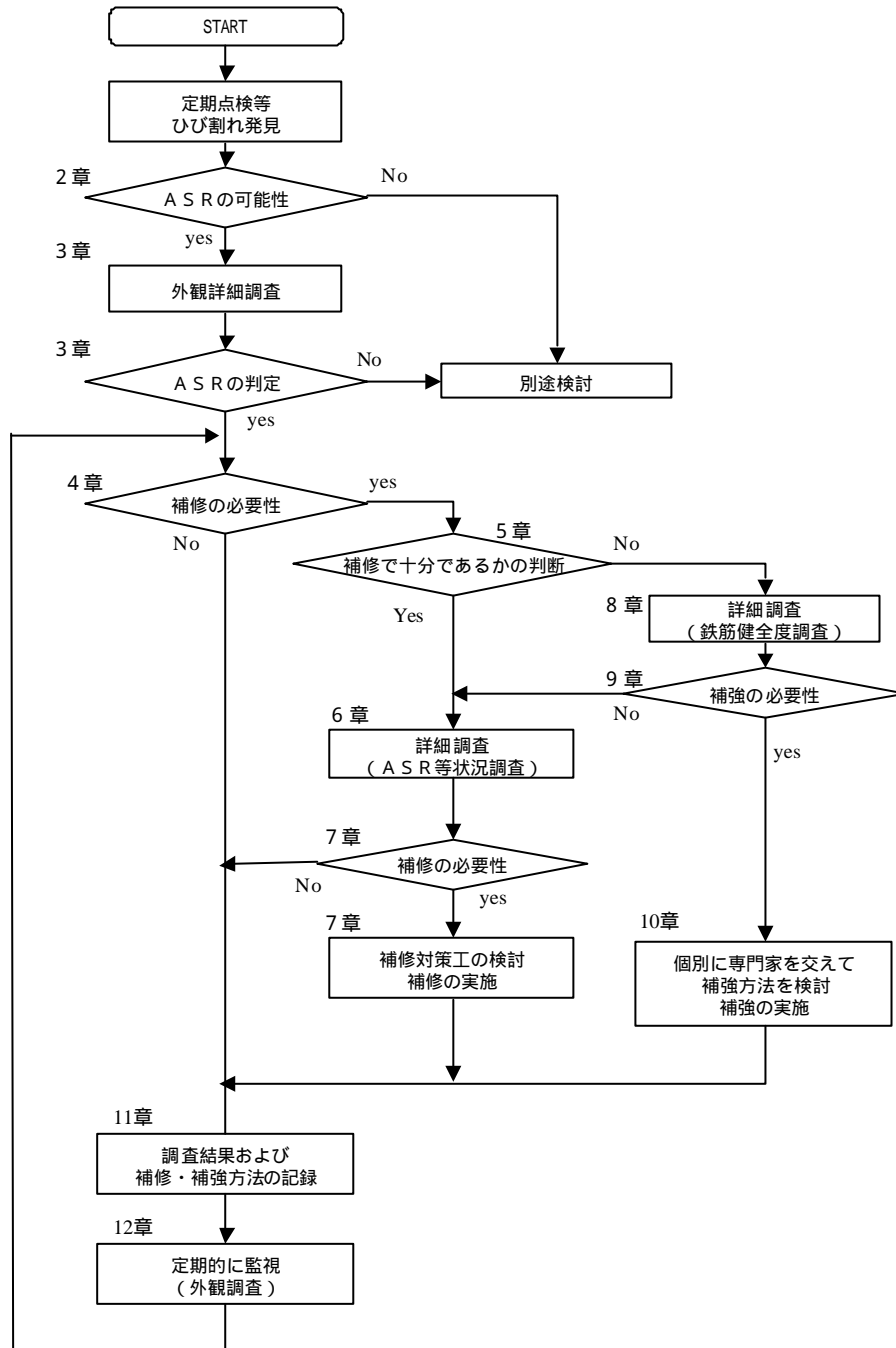 START
定期点検等
ひび割れ発見
2章
ASRの可能性
No
yes
3章
外観詳細調査
3章
ASRの判定
No
別途検討
yes
4章
補修の必要性
yes
No
5章
補修で十分であるかの判断
No
Yes
8章
詳細調査
(鉄筋健全度調査)
9章
補強の必要性
No
yes
6章
詳細調査
(ASR等状況調査)
7章
補修の必要性
No
yes
7章
補修対策工の検討
補修の実施
10章
個別に専門家を交えて
補強方法を検討
補強の実施
11章
調査結果および
補修・補強方法の記録
12章
定期的に監視
(外観調査)